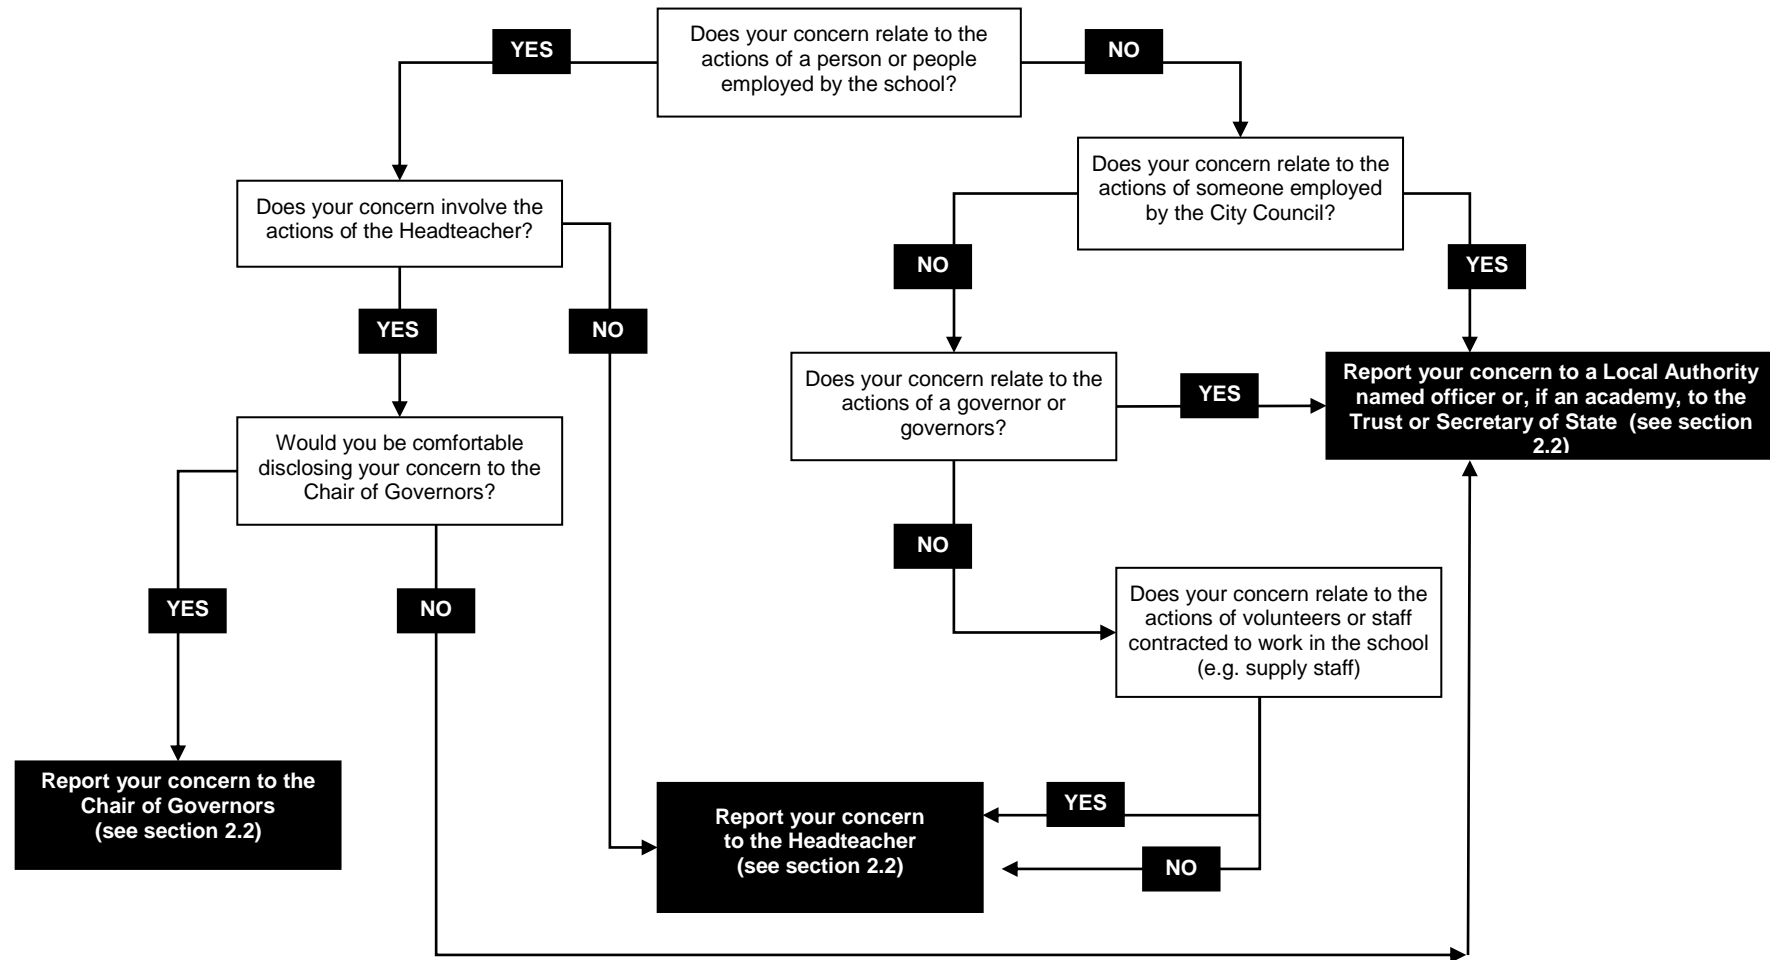 Does your concern relate to the
actions of a person or people
employed by the school?
YES
NO
Does your concern relate to the
actions of someone employed
by the City Council?
Does your concern involve the
actions of the Headteacher?
NO
YES
YES
NO
Does your concern relate to the
actions of a governor or
governors?
YES
Report your concern to a Local Authority
named officer or, if an academy, to the
Trust or Secretary of State (see section
2.2)
Would you be comfortable
disclosing your concern to the
Chair of Governors?
NO
YES
NO
Does your concern relate to the
actions of volunteers or staff
contracted to work in the school
(e.g. supply staff)
Report your concern to the
Chair of Governors
(see section 2.2)
Report your concern
to the Headteacher
(see section 2.2)
YES
NO